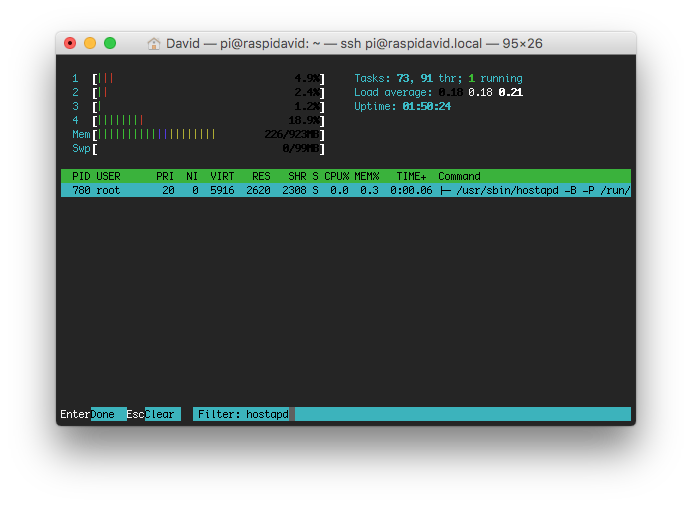 David — pi@raspidavid: ~ — ssh pi@raspidavid.local — 95×26
1 [||| 4.9%] Tasks: 73, 91 thr; 1 running
2 [|| 2.4%] Load average: 0.18 0.18 0.21
3 [| 1.2%] Uptime: 01:50:24
4 [|||||||| 18.9%]
Mem[|||||||||||||||||||| 226/923MB]
Swp[ 0/99MB]
PID USER PRI NI VIRT RES SHR S CPU% MEM% TIME+ Command
780 root 20 0 5916 2620 2308 S 0.0 0.3 0:00.06 ├─ /usr/sbin/hostapd -B -P /run/
EnterDone EscClear Filter: hostapd